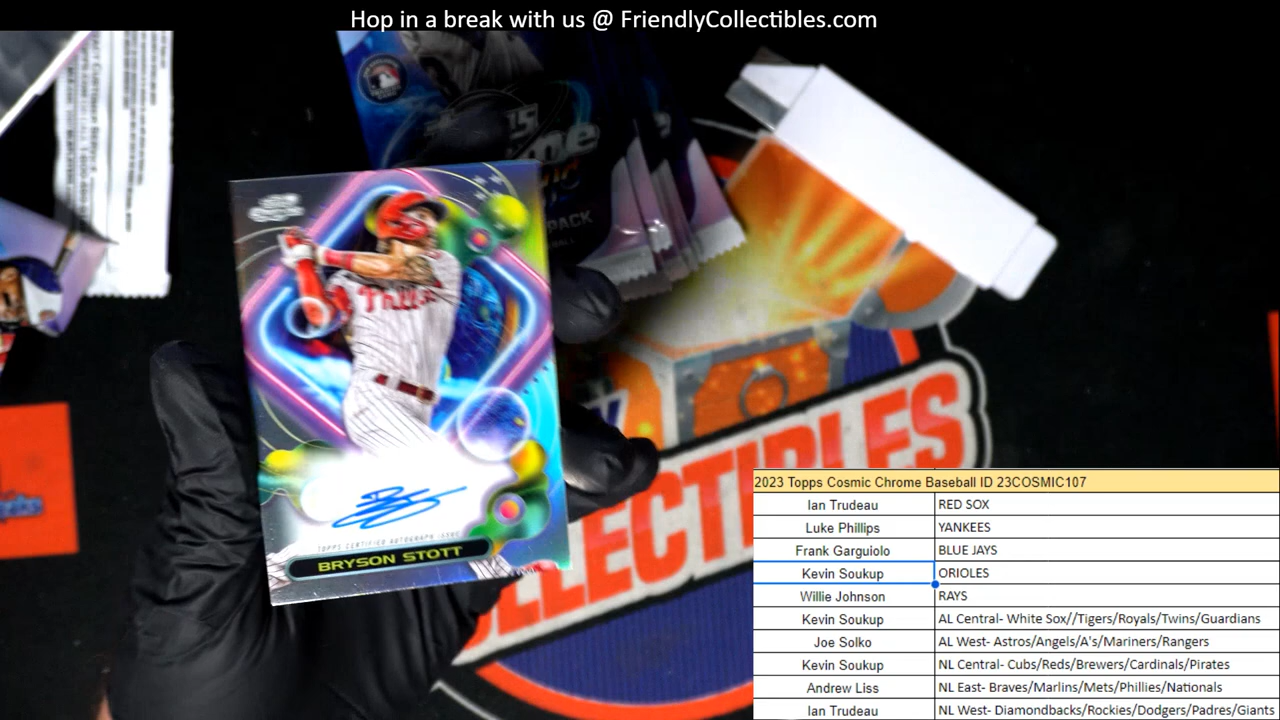 Hop in a break with us @ FriendlyCollectibles.com
PACK
Phillies
TOPPS CERTIFIED AUTOGRAPH ISSUE
BRYSON STOTT
COLLECTIBLES
2023 Topps Cosmic Chrome Baseball ID 23COSMIC107
Ian Trudeau RED SOX
Luke Phillips YANKEES
Frank Garguiolo BLUE JAYS
Kevin Soukup ORIOLES
Willie Johnson RAYS
Kevin Soukup AL Central- White Sox//Tigers/Royals/Twins/Guardians
Joe Solko AL West- Astros/Angels/A's/Mariners/Rangers
Kevin Soukup NL Central- Cubs/Reds/Brewers/Cardinals/Pirates
Andrew Liss NL East- Braves/Marlins/Mets/Phillies/Nationals
Ian Trudeau NL West- Diamondbacks/Rockies/Dodgers/Padres/Giants